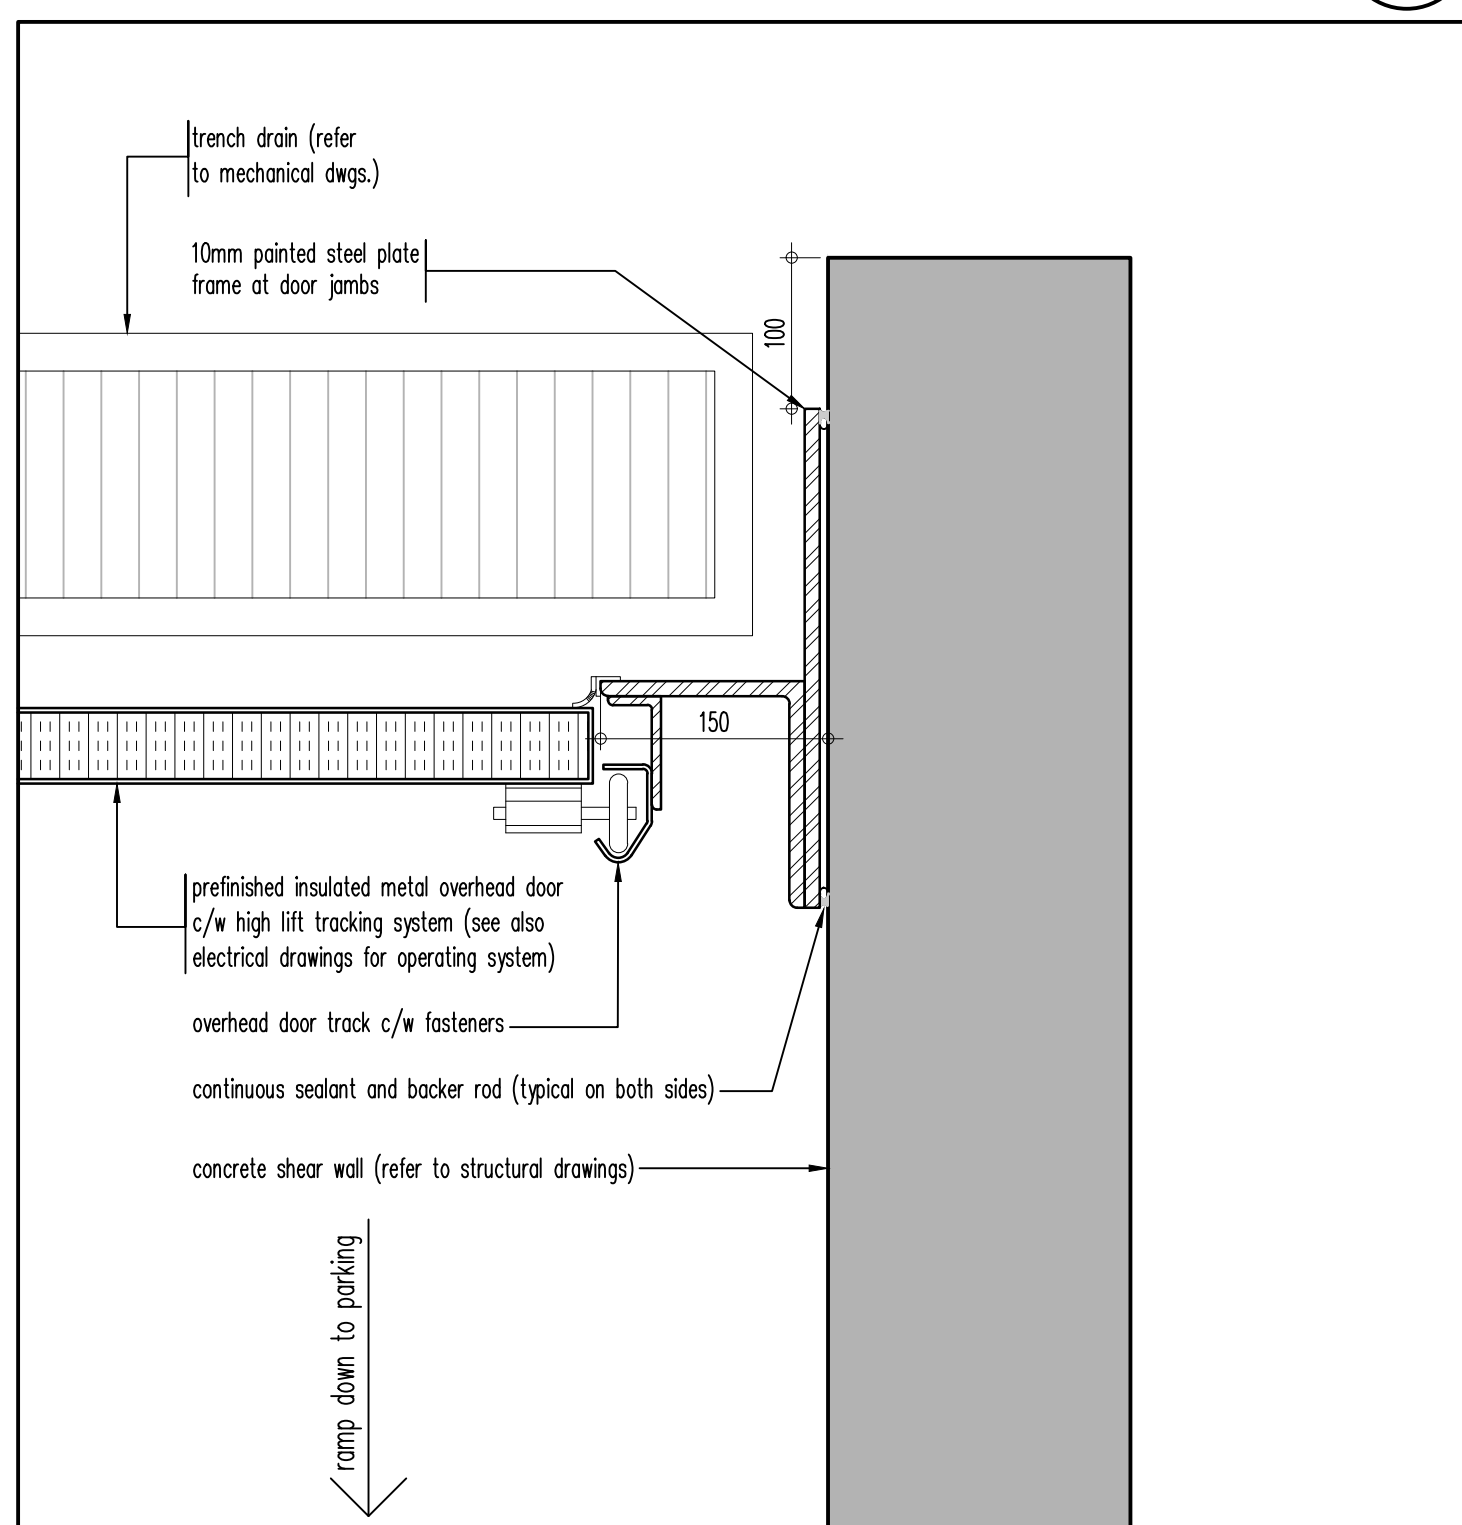 trench drain (refer
to mechanical dwgs.)
10mm painted steel plate
frame at door jambs
100
150
prefinished insulated metal overhead door
c/w high lift tracking system (see also
electrical drawings for operating system)
overhead door track c/w fasteners
continuous sealant and backer rod (typical on both sides)
concrete shear wall (refer to structural drawings)
ramp down to parking